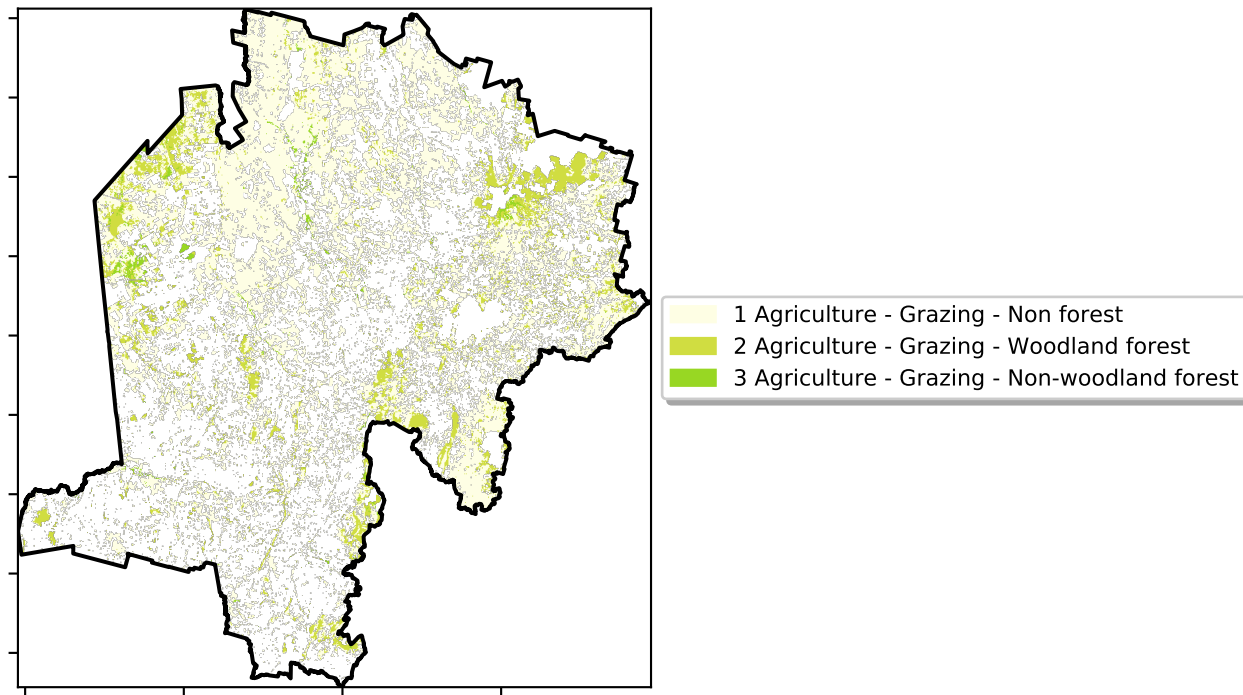 1 Agriculture - Grazing - Non forest
2 Agriculture - Grazing - Woodland forest
3 Agriculture - Grazing - Non-woodland forest